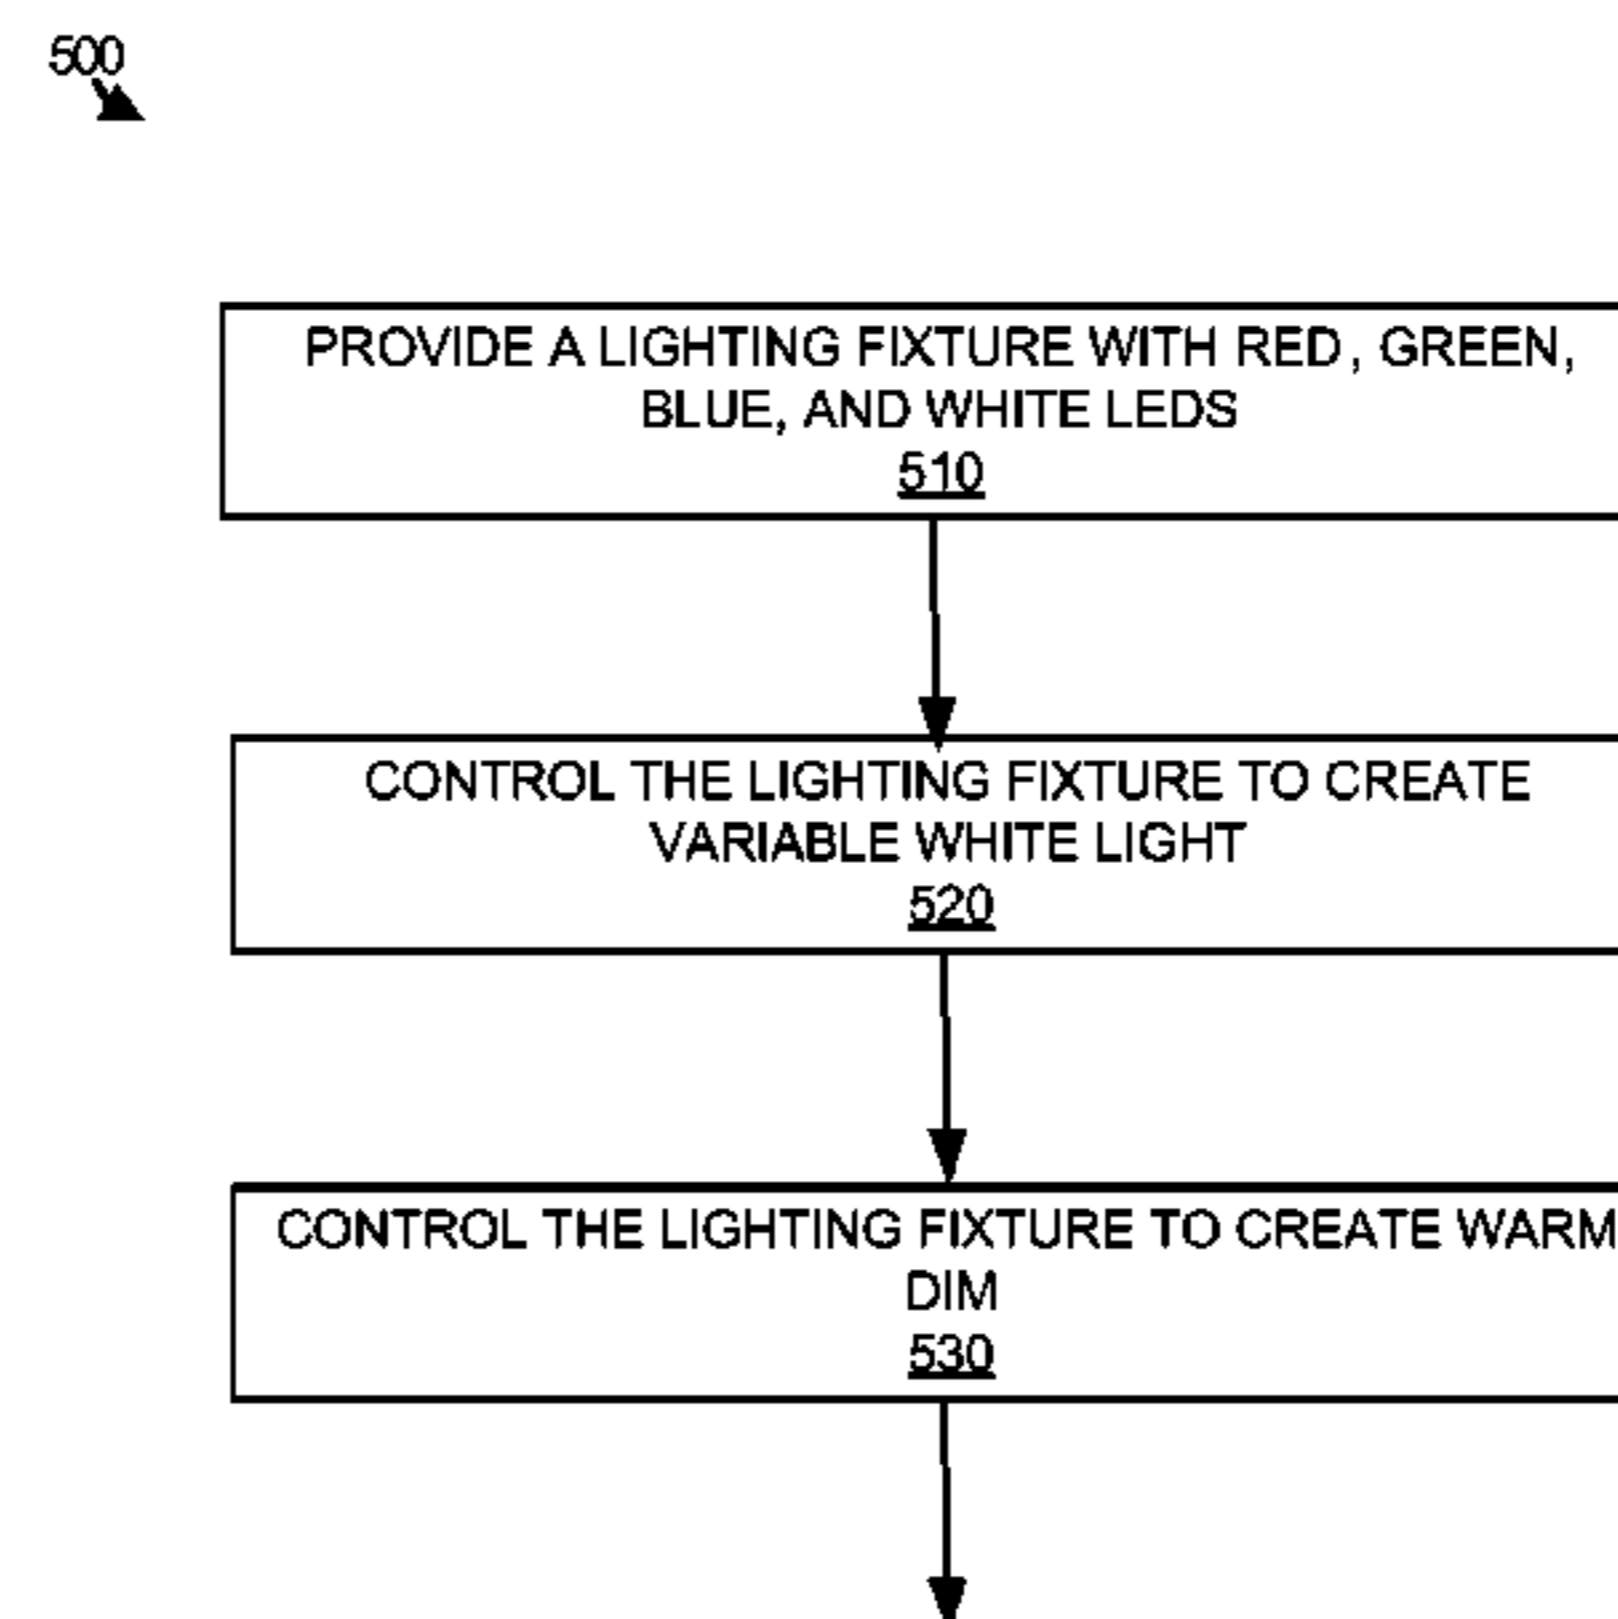 500
PROVIDE A LIGHTING FIXTURE WITH RED, GREEN,
BLUE, AND WHITE LEDS
510
CONTROL THE LIGHTING FIXTURE TO CREATE
VARIABLE WHITE LIGHT
520
CONTROL THE LIGHTING FIXTURE TO CREATE WARM
DIM
530